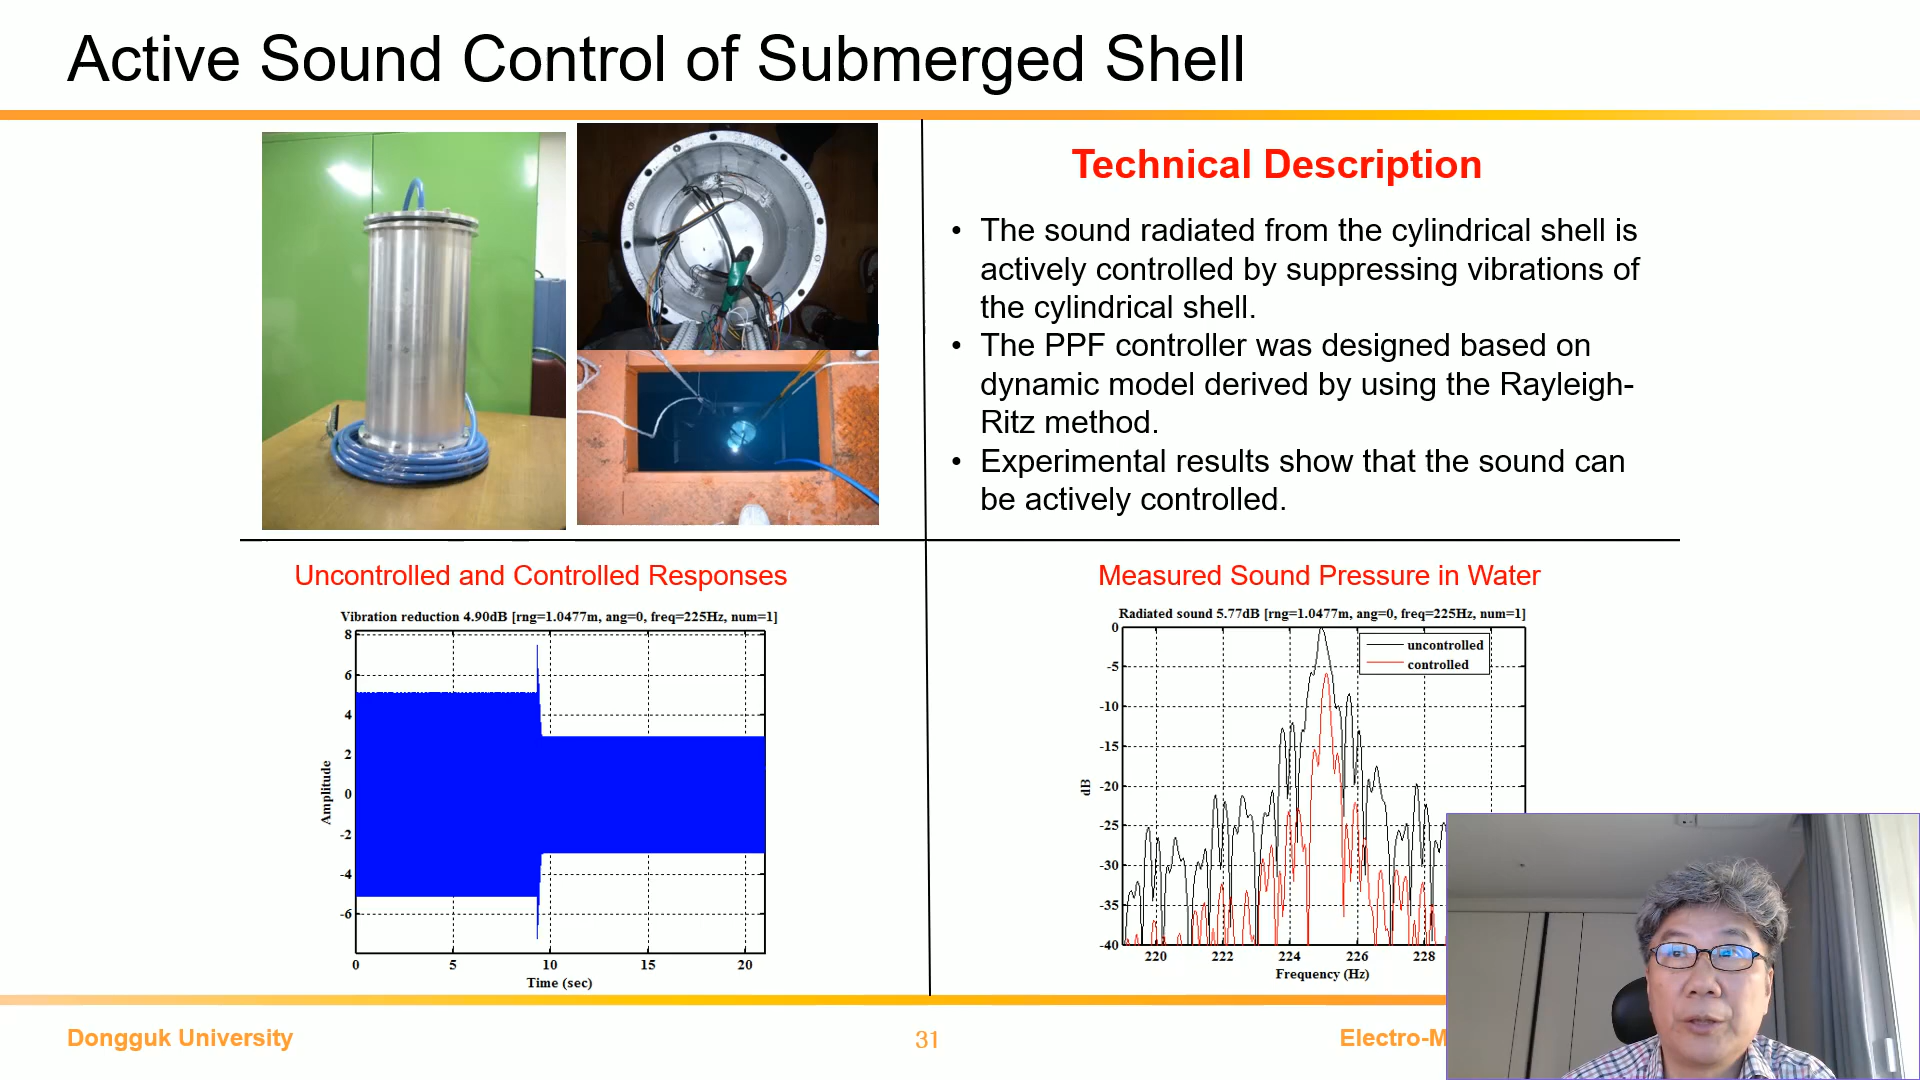 Active Sound Control of Submerged Shell
Technical Description
• The sound radiated from the cylindrical shell is
actively controlled by suppressing vibrations of
the cylindrical shell.
• The PPF controller was designed based on
dynamic model derived by using the Rayleigh-
Ritz method.
• Experimental results show that the sound can
be actively controlled.
Uncontrolled and Controlled Responses
Vibration reduction 4.90dB [rng=1.0477m, ang=0, freq=225Hz, num=1]
8
6
4
2
0
-2
-4
-6
Amplitude
0 5 10 15 20
Time (sec)
Measured Sound Pressure in Water
Radiated sound 5.77dB [rng=1.0477m, ang=0, freq=225Hz, num=1]
uncontrolled
controlled
0
-5
-10
-15
-20
-25
-30
-35
-40
dB
220 222 224 226 228
Frequency (Hz)
Dongguk University
31
Electro-M